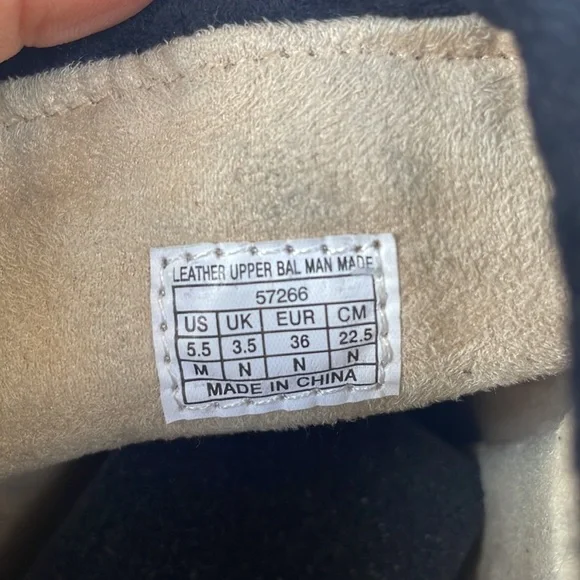 LEATHER UPPER BAL MAN MADE
57266
US UK EUR CM
5.5 3.5 36 22.5
M N N N
MADE IN CHINA